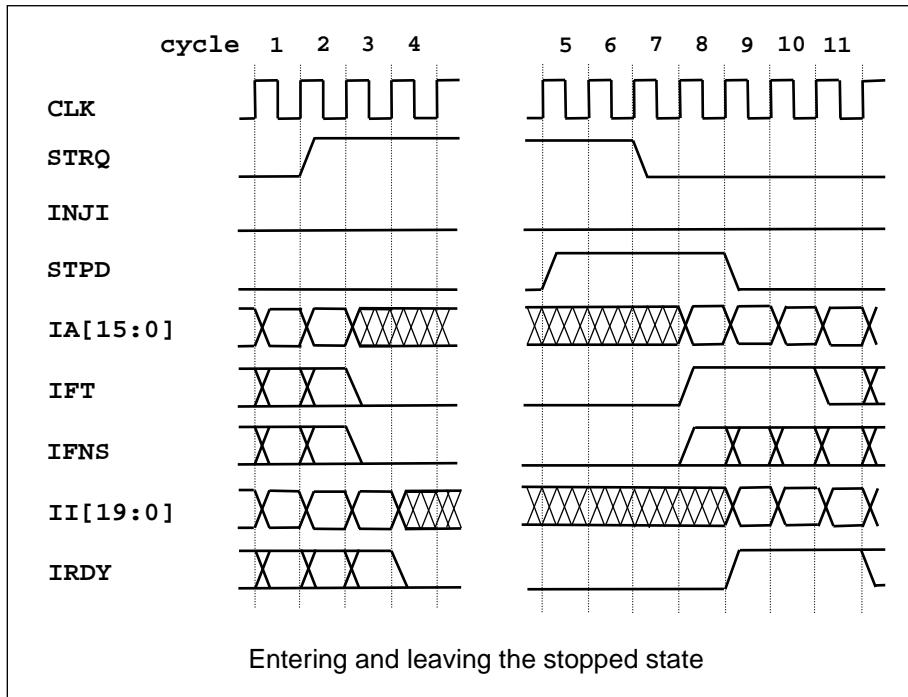 cycle 1 2 3 4 5 6 7 8 9 10 11
CLK
STRQ
INJI
STPD
IA[15:0]
IFT
IFNS
II[19:0]
IRDY
Entering and leaving the stopped state